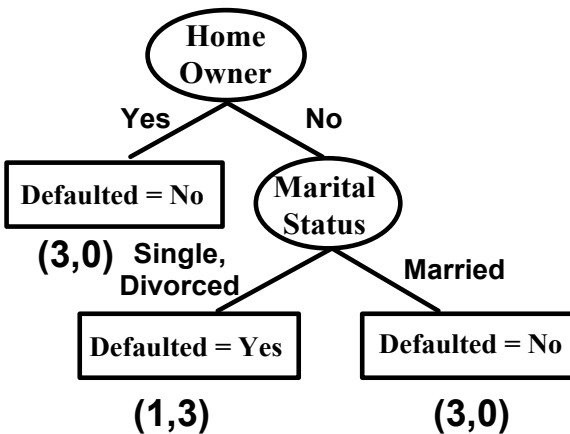 Home
Owner
Yes
No
Defaulted = No
(3,0)
Marital
Status
Single,
Divorced
Married
Defaulted = Yes
Defaulted = No
(1,3)
(3,0)